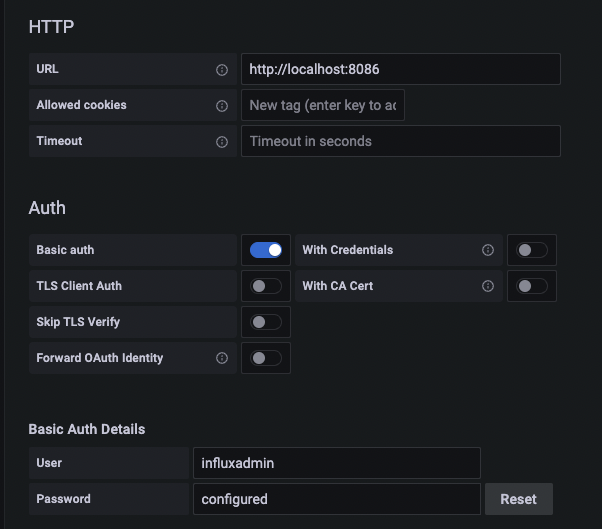 HTTP
URL http://localhost:8086
Allowed cookies New tag (enter key to ac
Timeout Timeout in seconds
Auth
Basic auth With Credentials
TLS Client Auth With CA Cert
Skip TLS Verify
Forward OAuth Identity
Basic Auth Details
User influxadmin
Password configured Reset